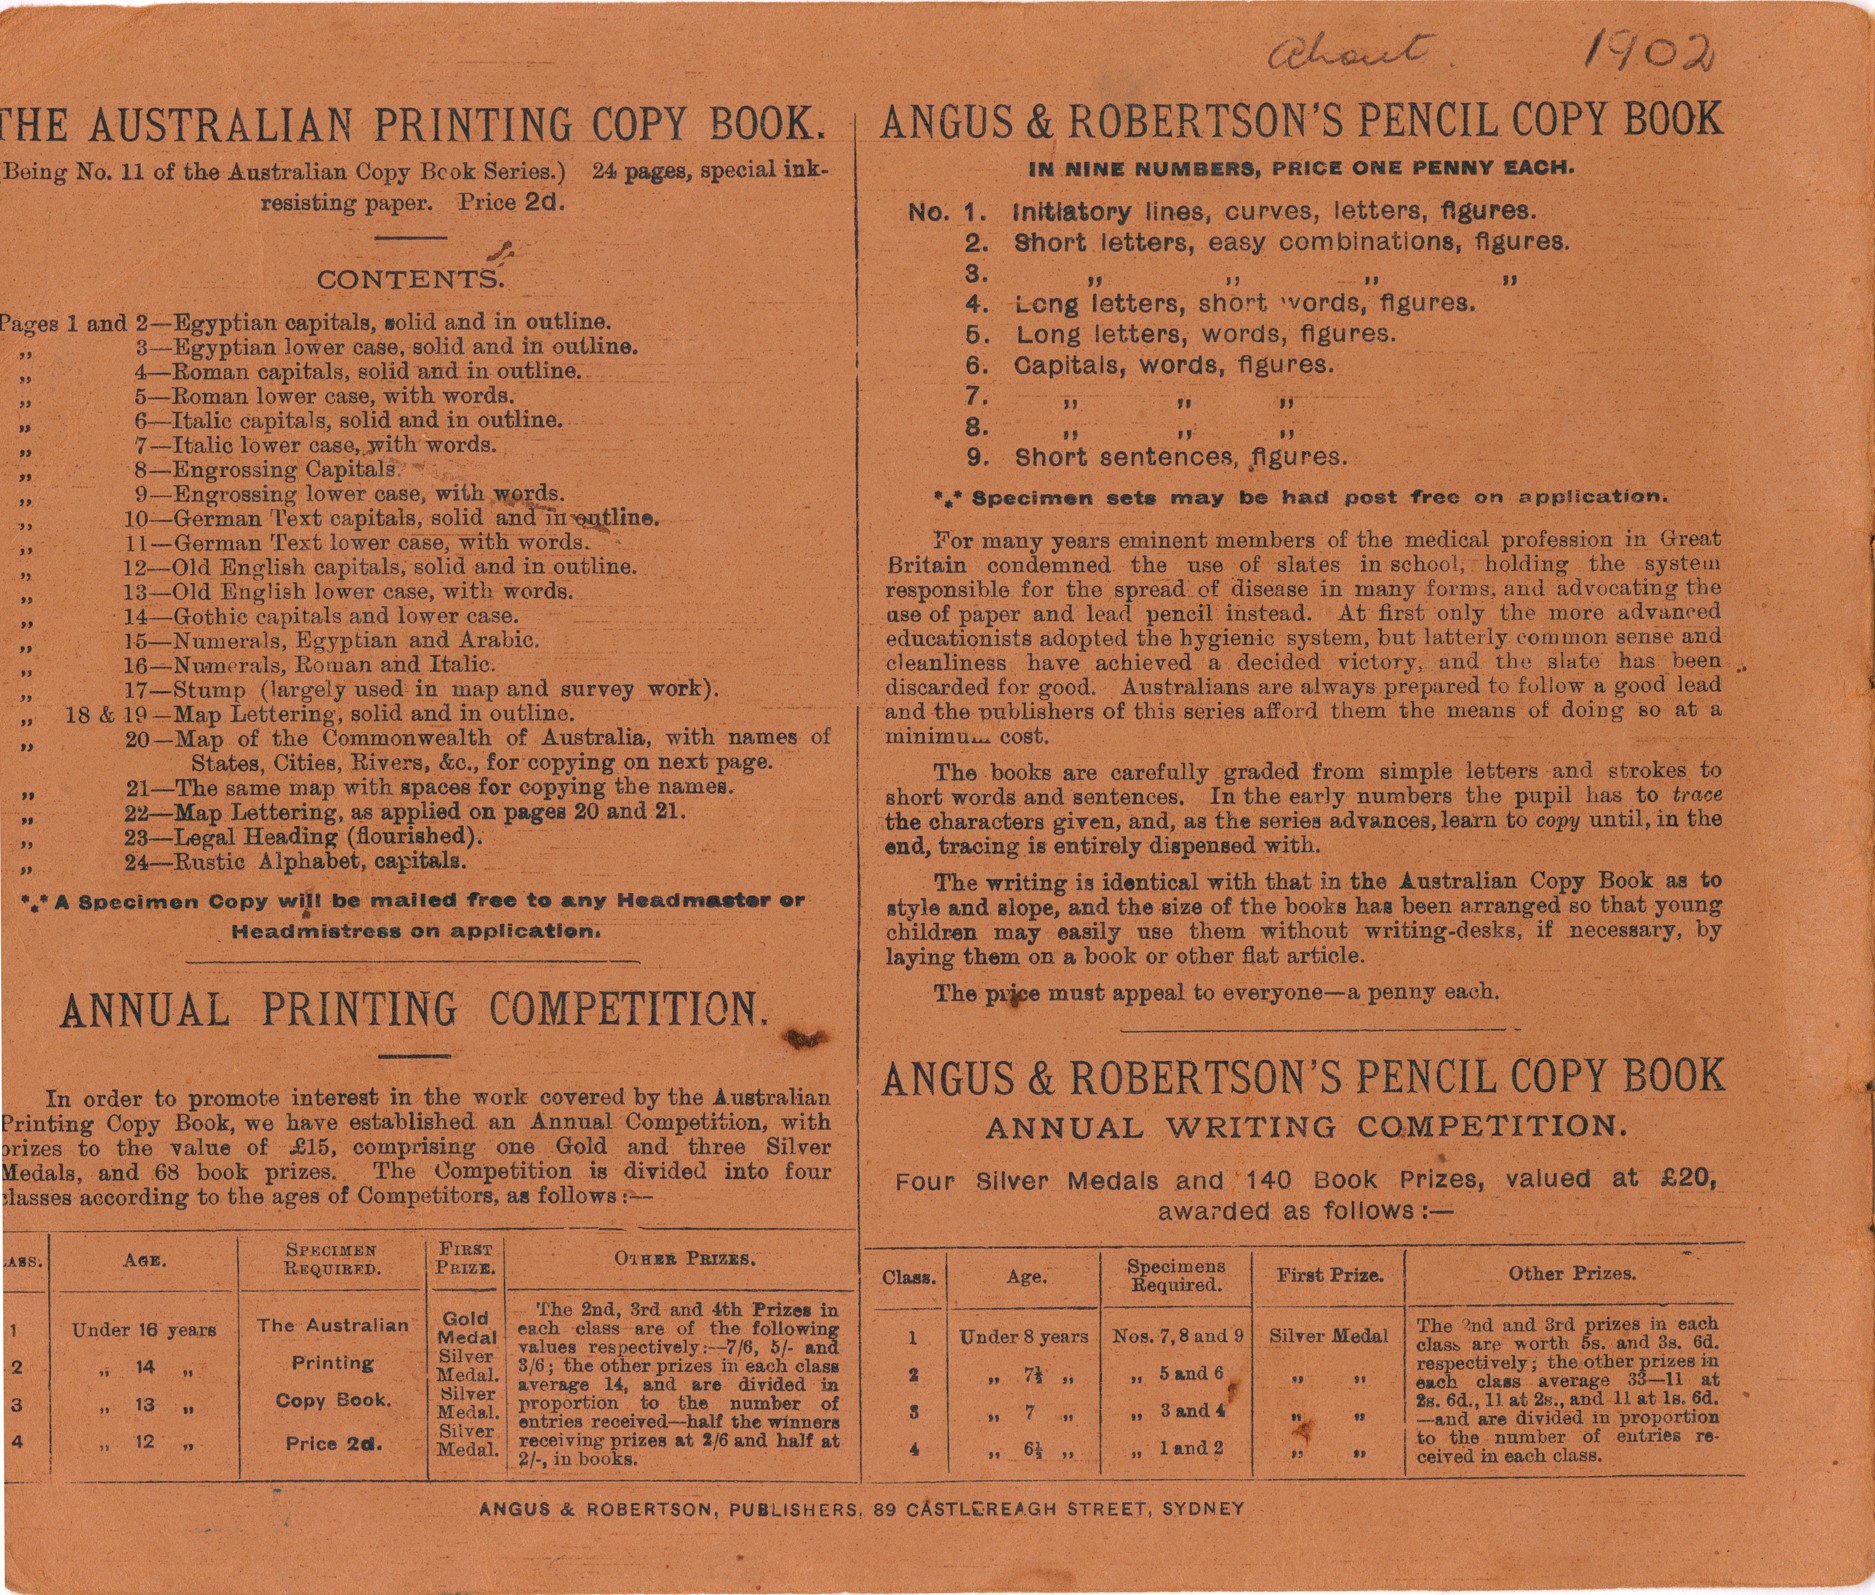 About 1902
THE AUSTRALIAN PRINTING COPY BOOK.
(Being No. 11 of the Australian Copy Book Series.) 24 pages, special ink-
resisting paper. Price 2d.
CONTENTS.
Pages 1 and 2—Egyptian capitals, solid and in outline.
„ 3—Egyptian lower case, solid and in outline.
„ 4—Roman capitals, solid and in outline.
„ 5—Roman lower case, with words.
„ 6—Italic capitals, solid and in outline.
„ 7—Italic lower case, with words.
„ 8—Engrossing Capitals.
„ 9—Engrossing lower case, with words.
„ 10—German Text capitals, solid and in outline.
„ 11—German Text lower case, with words.
„ 12—Old English capitals, solid and in outline.
„ 13—Old English lower case, with words.
„ 14—Gothic capitals and lower case.
„ 15—Numerals, Egyptian and Arabic.
„ 16—Numerals, Roman and Italic.
„ 17—Stump (largely used in map and survey work).
„ 18 & 19—Map Lettering, solid and in outline.
„ 20—Map of the Commonwealth of Australia, with names of
States, Cities, Rivers, &c., for copying on next page.
„ 21—The same map with spaces for copying the names.
„ 22—Map Lettering, as applied on pages 20 and 21.
„ 23—Legal Heading (flourished).
„ 24—Rustic Alphabet, capitals.
*⁎* A Specimen Copy will be mailed free to any Headmaster or
Headmistress on application.
ANNUAL PRINTING COMPETITION.
In order to promote interest in the work covered by the Australian
Printing Copy Book, we have established an Annual Competition, with
prizes to the value of £15, comprising one Gold and three Silver
Medals, and 68 book prizes. The Competition is divided into four
classes according to the ages of Competitors, as follows:—
LASS. AGE. SPECIMEN REQUIRED. FIRST PRIZE. OTHER PRIZES.
1 Under 16 years The Australian Gold Medal
2 „ 14 „ Printing Silver Medal.
3 „ 13 „ Copy Book. Silver Medal.
4 „ 12 „ Price 2d. Silver Medal.
The 2nd, 3rd and 4th Prizes in
each class are of the following
values respectively:—7/6, 5/- and
3/6; the other prizes in each class
average 14, and are divided in
proportion to the number of
entries received—half the winners
receiving prizes at 2/6 and half at
2/-, in books.
ANGUS & ROBERTSON'S PENCIL COPY BOOK
IN NINE NUMBERS, PRICE ONE PENNY EACH.
No. 1. Initiatory lines, curves, letters, figures.
2. Short letters, easy combinations, figures.
3. „ „ „ „
4. Long letters, short words, figures.
5. Long letters, words, figures.
6. Capitals, words, figures.
7. „ „ „
8. „ „ „
9. Short sentences, figures.
*⁎* Specimen sets may be had post free on application.
For many years eminent members of the medical profession in Great
Britain condemned the use of slates in school, holding the system
responsible for the spread of disease in many forms, and advocating the
use of paper and lead pencil instead. At first only the more advanced
educationists adopted the hygienic system, but latterly common sense and
cleanliness have achieved a decided victory, and the slate has been
discarded for good. Australians are always prepared to follow a good lead
and the publishers of this series afford them the means of doing so at a
minimum cost.
The books are carefully graded from simple letters and strokes to
short words and sentences. In the early numbers the pupil has to trace
the characters given, and, as the series advances, learn to copy until, in the
end, tracing is entirely dispensed with.
The writing is identical with that in the Australian Copy Book as to
style and slope, and the size of the books has been arranged so that young
children may easily use them without writing-desks, if necessary, by
laying them on a book or other flat article.
The price must appeal to everyone—a penny each.
ANGUS & ROBERTSON'S PENCIL COPY BOOK
ANNUAL WRITING COMPETITION.
Four Silver Medals and 140 Book Prizes, valued at £20,
awarded as follows:—
Class. Age. Specimens Required. First Prize. Other Prizes.
1 Under 8 years Nos. 7, 8 and 9 Silver Medal
2 „ 7½ „ „ 5 and 6 „ „
3 „ 7 „ „ 3 and 4 „ „
4 „ 6½ „ „ 1 and 2 „ „
The 2nd and 3rd prizes in each
class are worth 5s. and 3s. 6d.
respectively; the other prizes in
each class average 33—11 at
2s. 6d., 11 at 2s., and 11 at 1s. 6d.
—and are divided in proportion
to the number of entries re-
ceived in each class.
ANGUS & ROBERTSON, PUBLISHERS, 89 CASTLEREAGH STREET, SYDNEY